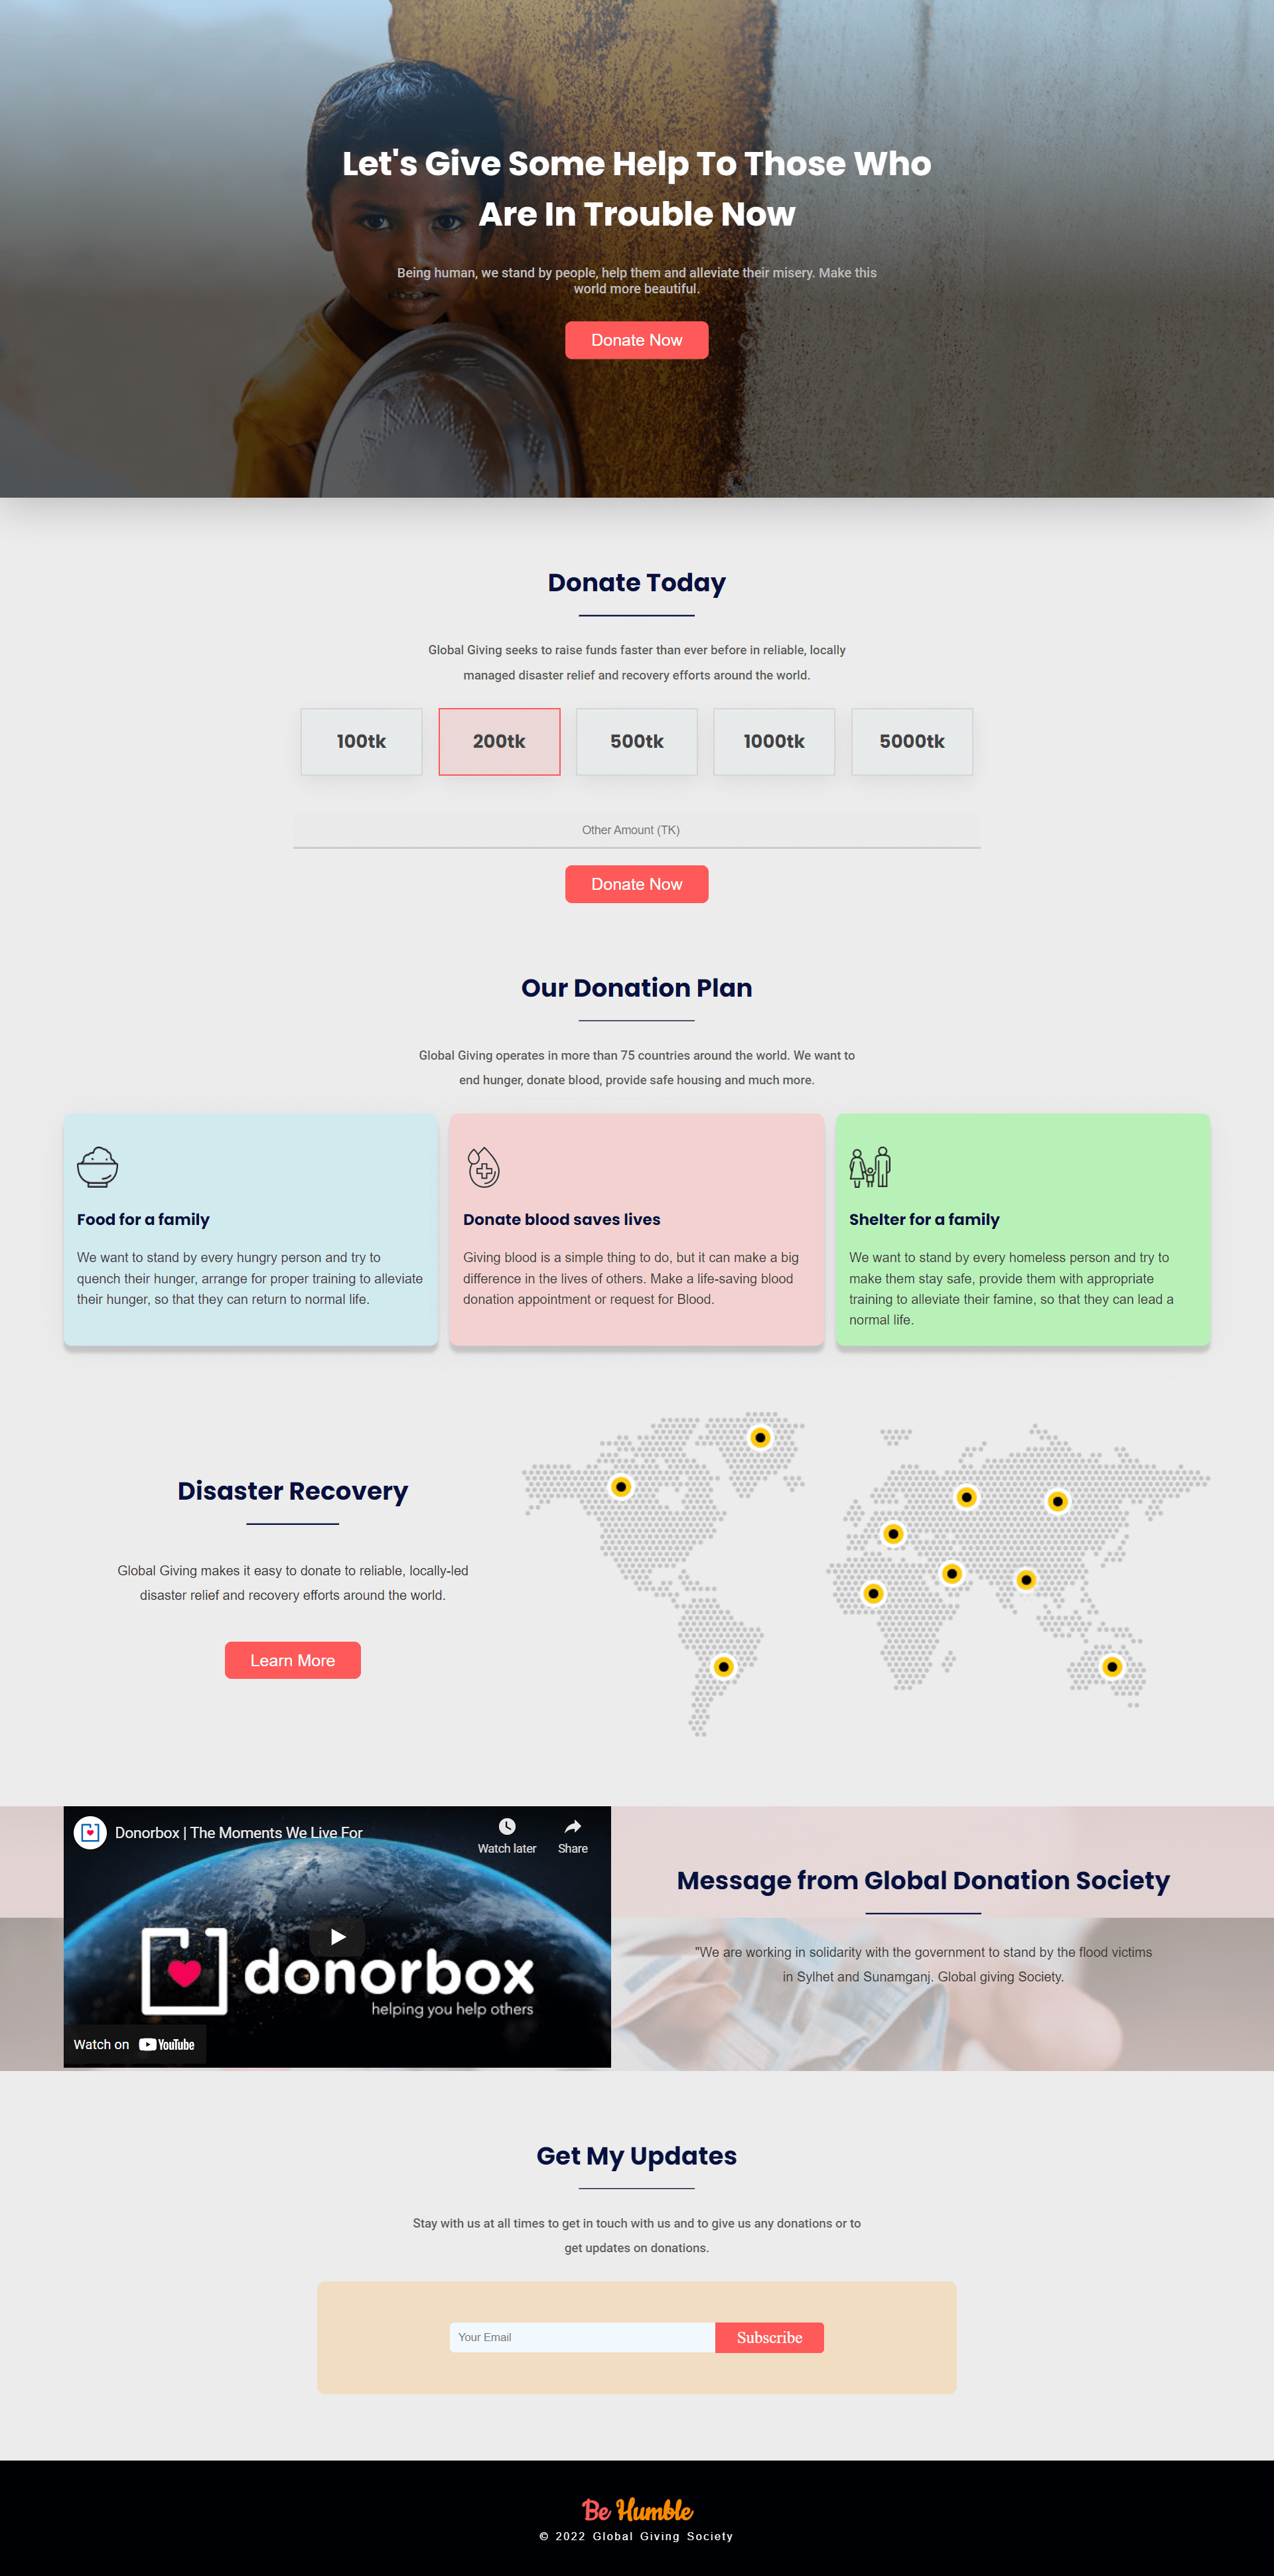 Let's Give Some Help To Those Who
Are In Trouble Now
Being human, we stand by people, help them and alleviate their misery. Make this
world more beautiful.
Donate Now
Donate Today
Global Giving seeks to raise funds faster than ever before in reliable, locally
managed disaster relief and recovery efforts around the world.
100tk 200tk 500tk 1000tk 5000tk
Other Amount (TK)
Donate Now
Our Donation Plan
Global Giving operates in more than 75 countries around the world. We want to
end hunger, donate blood, provide safe housing and much more.
Food for a family
We want to stand by every hungry person and try to
quench their hunger, arrange for proper training to alleviate
their hunger, so that they can return to normal life.
Donate blood saves lives
Giving blood is a simple thing to do, but it can make a big
difference in the lives of others. Make a life-saving blood
donation appointment or request for Blood.
Shelter for a family
We want to stand by every homeless person and try to
make them stay safe, provide them with appropriate
training to alleviate their famine, so that they can lead a
normal life.
Disaster Recovery
Global Giving makes it easy to donate to reliable, locally-led
disaster relief and recovery efforts around the world.
Learn More
Donorbox | The Moments We Live For
Watch later Share
donorbox
helping you help others
Watch on YouTube
Message from Global Donation Society
"We are working in solidarity with the government to stand by the flood victims
in Sylhet and Sunamganj. Global giving Society.
Get My Updates
Stay with us at all times to get in touch with us and to give us any donations or to
get updates on donations.
Your Email Subscribe
Be Humble
© 2022 Global Giving Society